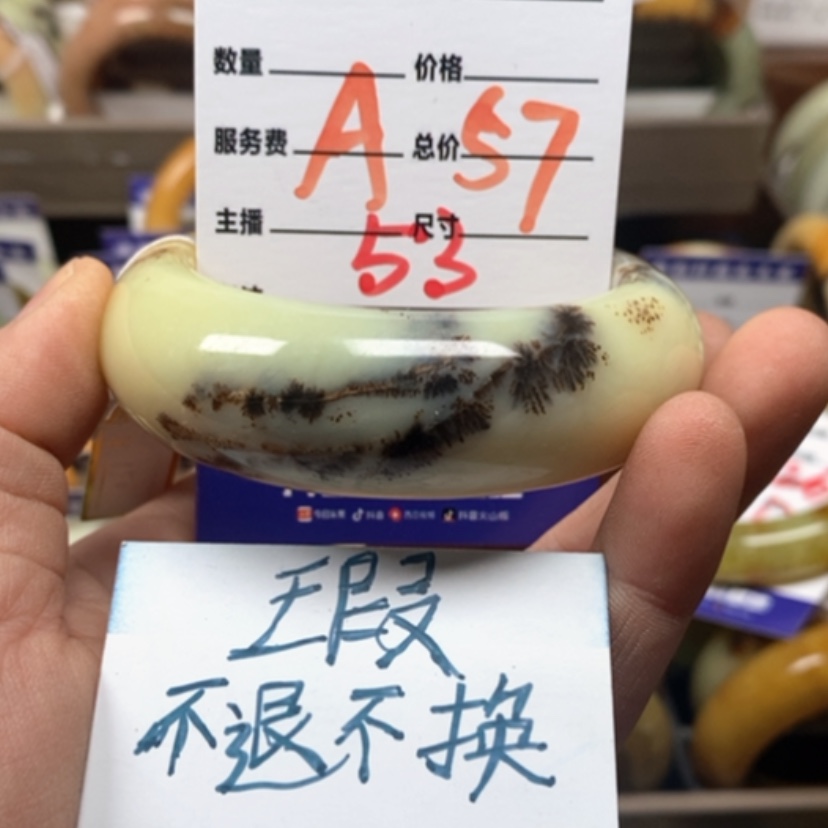 数量 价格
服务费 A 总价 57
主播 尺寸
53
瑕
不退不换